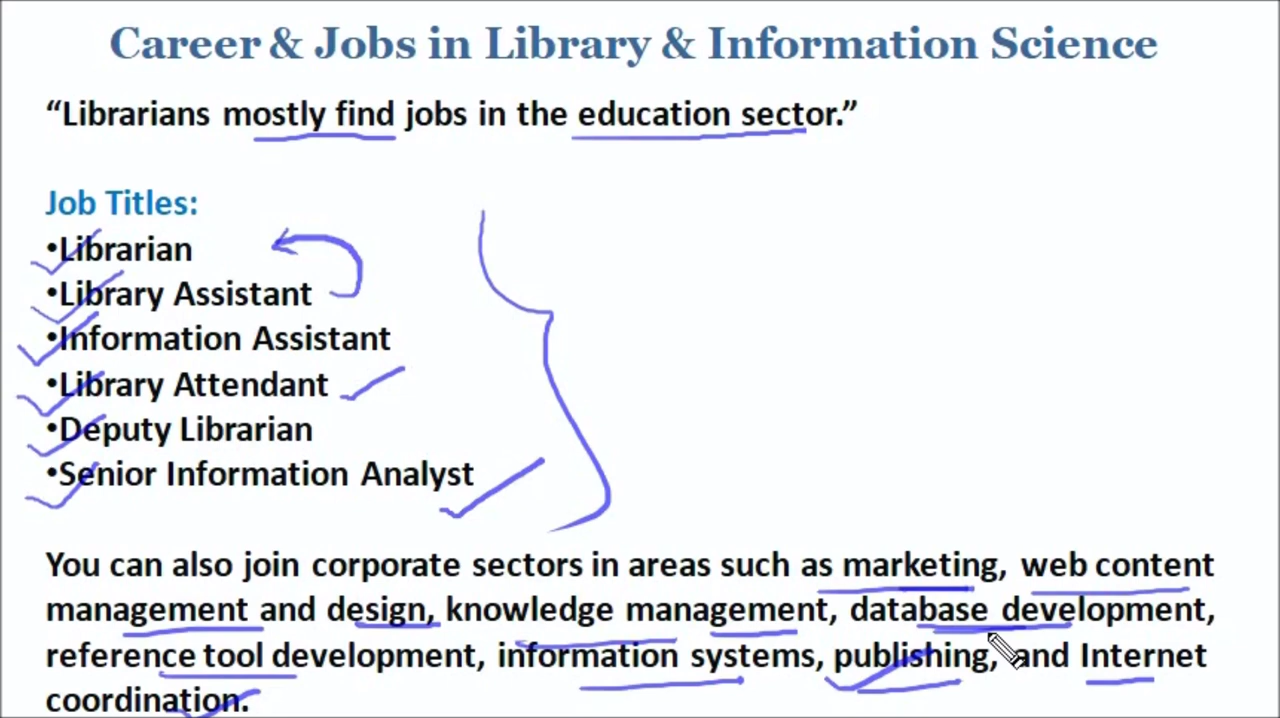 Career & Jobs in Library & Information Science
“Librarians mostly find jobs in the education sector.”
Job Titles:
•Librarian
•Library Assistant
•Information Assistant
•Library Attendant
•Deputy Librarian
•Senior Information Analyst
You can also join corporate sectors in areas such as marketing, web content
management and design, knowledge management, database development,
reference tool development, information systems, publishing, and Internet
coordination.